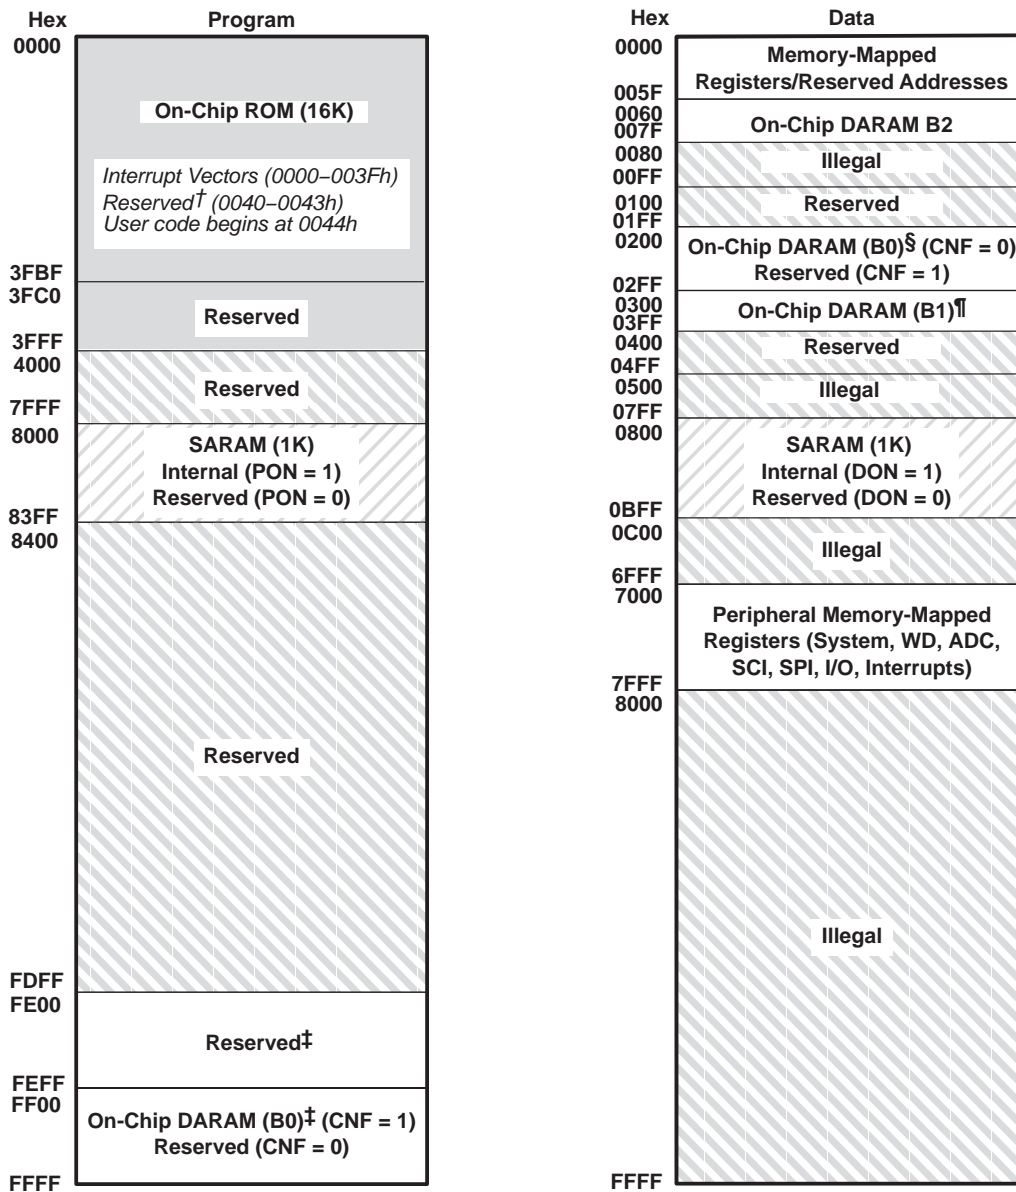 Hex Program
0000
On-Chip ROM (16K)
Interrupt Vectors (0000–003Fh)
Reserved† (0040–0043h)
User code begins at 0044h
3FBF
3FC0
Reserved
3FFF
4000
Reserved
7FFF
8000
SARAM (1K)
Internal (PON = 1)
Reserved (PON = 0)
83FF
8400
Reserved
FDFF
FE00
Reserved‡
FEFF
FF00
On-Chip DARAM (B0)‡ (CNF = 1)
Reserved (CNF = 0)
FFFF
Hex Data
0000
Memory-Mapped
Registers/Reserved Addresses
005F
0060
On-Chip DARAM B2
007F
0080
Illegal
00FF
0100
Reserved
01FF
0200
On-Chip DARAM (B0)§ (CNF = 0)
Reserved (CNF = 1)
02FF
0300
On-Chip DARAM (B1)¶
03FF
0400
Reserved
04FF
0500
Illegal
07FF
0800
SARAM (1K)
Internal (DON = 1)
Reserved (DON = 0)
0BFF
0C00
Illegal
6FFF
7000
Peripheral Memory-Mapped
Registers (System, WD, ADC,
SCI, SPI, I/O, Interrupts)
7FFF
8000
Illegal
FFFF